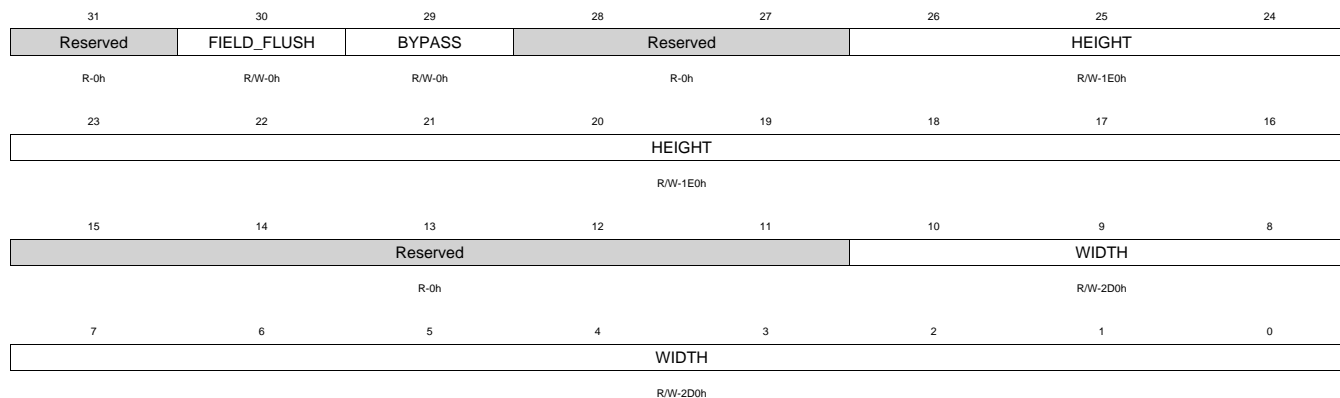 31 30 29 28 27 26 25 24
Reserved FIELD_FLUSH BYPASS Reserved HEIGHT
R-0h R/W-0h R/W-0h R-0h R/W-1E0h
23 22 21 20 19 18 17 16
HEIGHT
R/W-1E0h
15 14 13 12 11 10 9 8
Reserved WIDTH
R-0h R/W-2D0h
7 6 5 4 3 2 1 0
WIDTH
R/W-2D0h